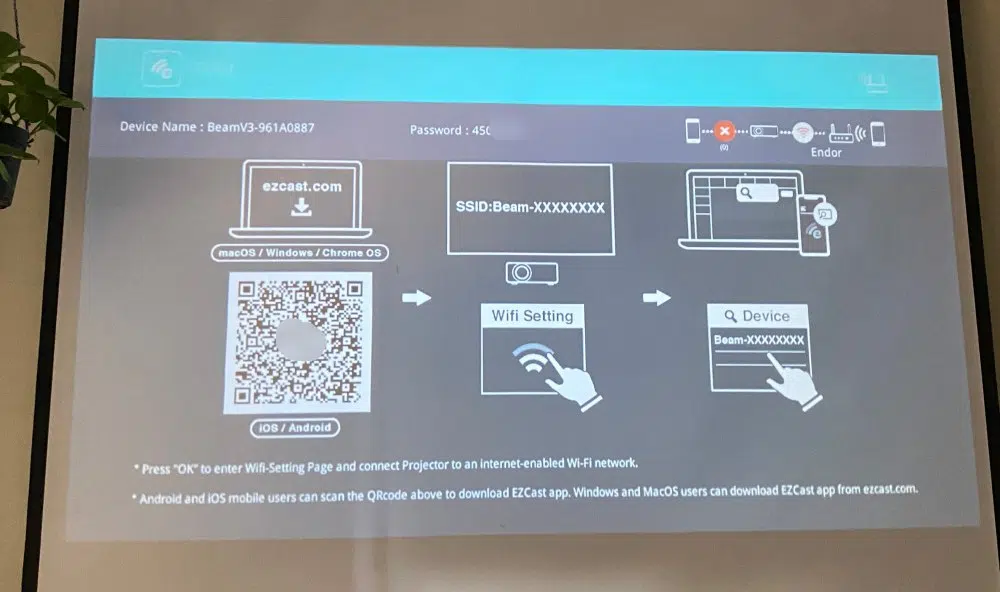 Device Name : BeamV3-961A0887
Password : 450
(0)
Endor
ezcast.com
SSID:Beam-XXXXXXXX
macOS / Windows / Chrome OS
Wifi Setting
Device
Beam-XXXXXXXX
iOS / Android
* Press "OK" to enter Wifi-Setting Page and connect Projector to an internet-enabled Wi-Fi network.
* Android and iOS mobile users can scan the QRcode above to download EZCast app. Windows and MacOS users can download EZCast app from ezcast.com.